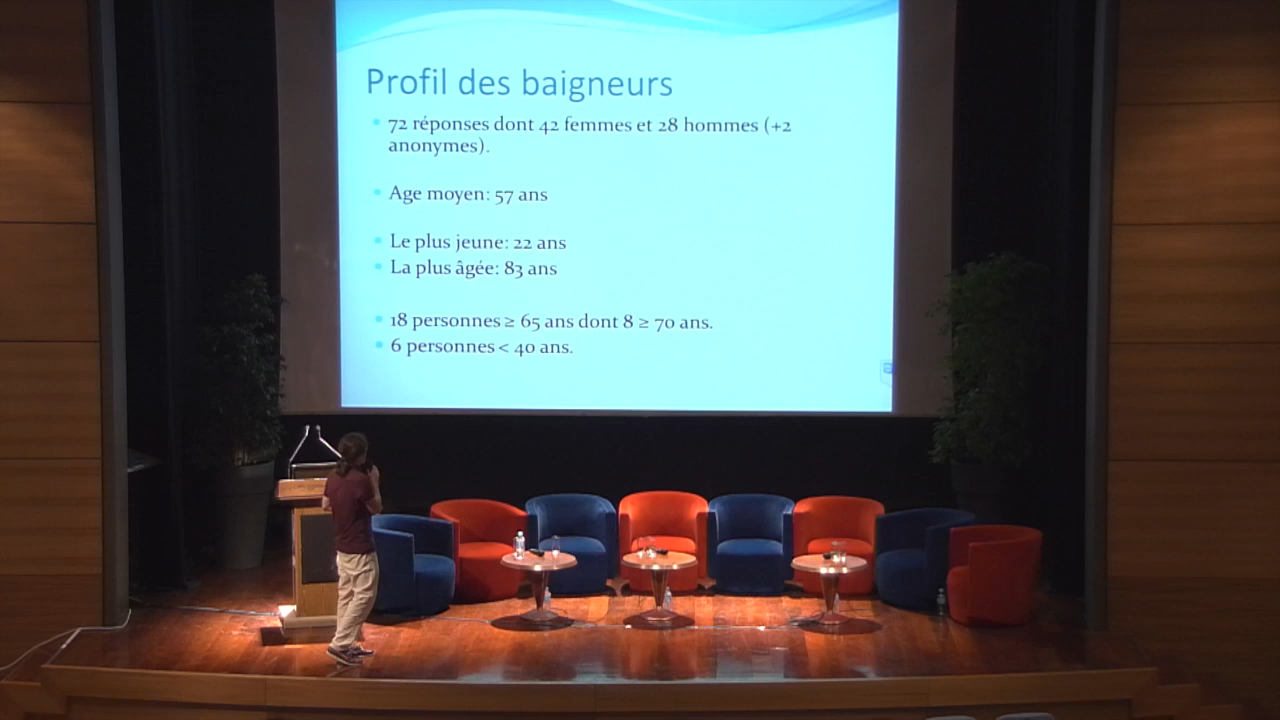 Profil des baigneurs
72 réponses dont 42 femmes et 28 hommes (+2
anonymes).
Age moyen: 57 ans
Le plus jeune: 22 ans
La plus âgée: 83 ans
18 personnes ≥ 65 ans dont 8 ≥ 70 ans.
6 personnes < 40 ans.